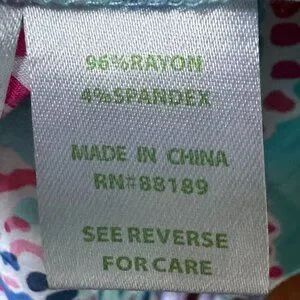 96%RAYON
4%SPANDEX
MADE IN CHINA
RN#88189
SEE REVERSE
FOR CARE